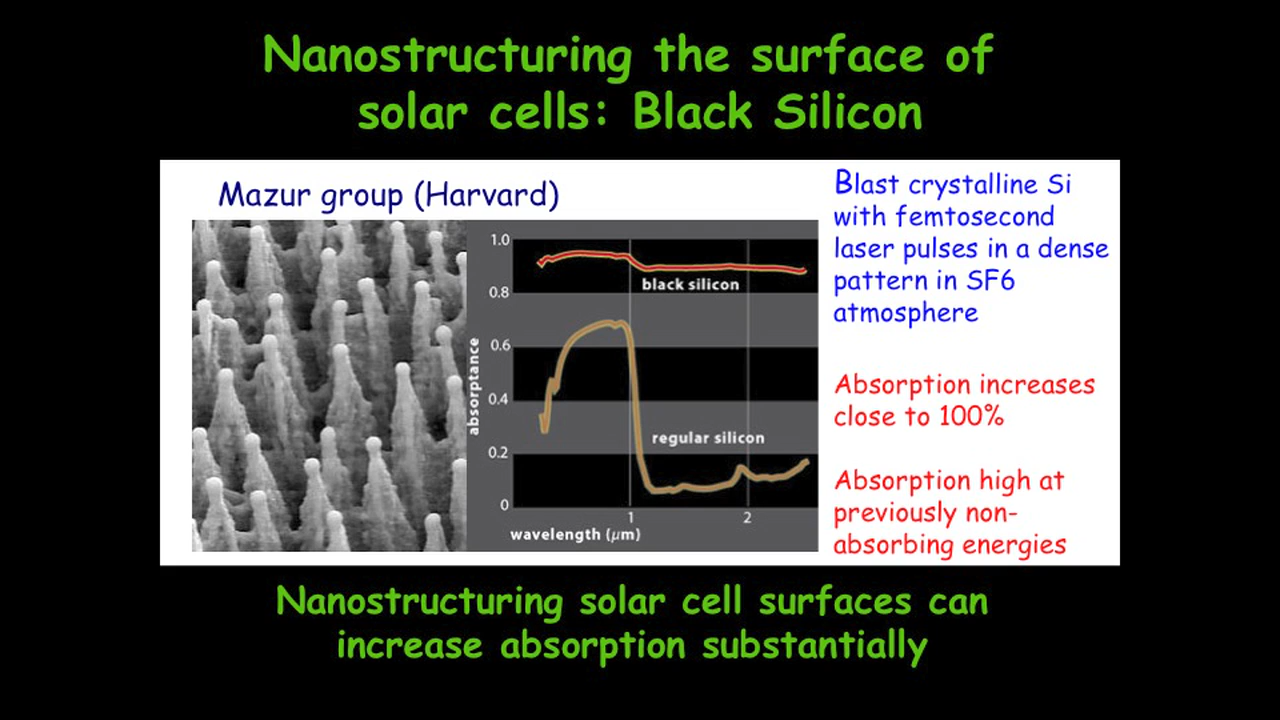 Nanostructuring the surface of
solar cells: Black Silicon
Mazur group (Harvard)
1.0
0.8
0.6
0.4
0.2
0
absorptance
black silicon
regular silicon
1
2
wavelength (μm)
Blast crystalline Si
with femtosecond
laser pulses in a dense
pattern in SF6
atmosphere
Absorption increases
close to 100%
Absorption high at
previously non-
absorbing energies
Nanostructuring solar cell surfaces can
increase absorption substantially